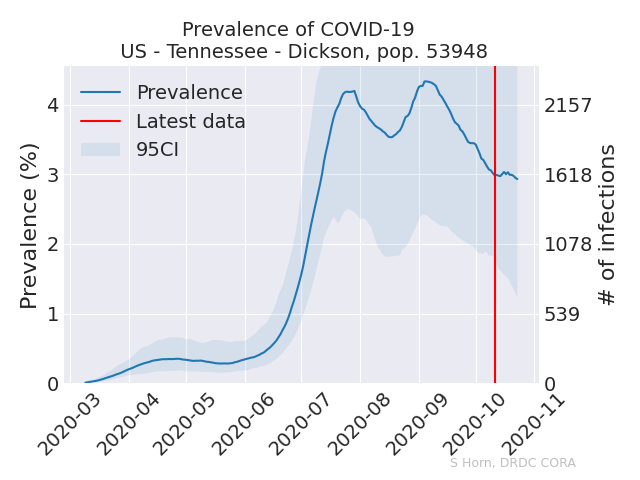 Prevalence of COVID-19
US - Tennessee - Dickson, pop. 53948
Prevalence
Latest data
95CI
Prevalence (%)
4
3
2
1
0
2157
1618
1078
539
0
# of infections
2020-03
2020-04
2020-05
2020-06
2020-07
2020-08
2020-09
2020-10
2020-11
S Horn, DRDC CORA